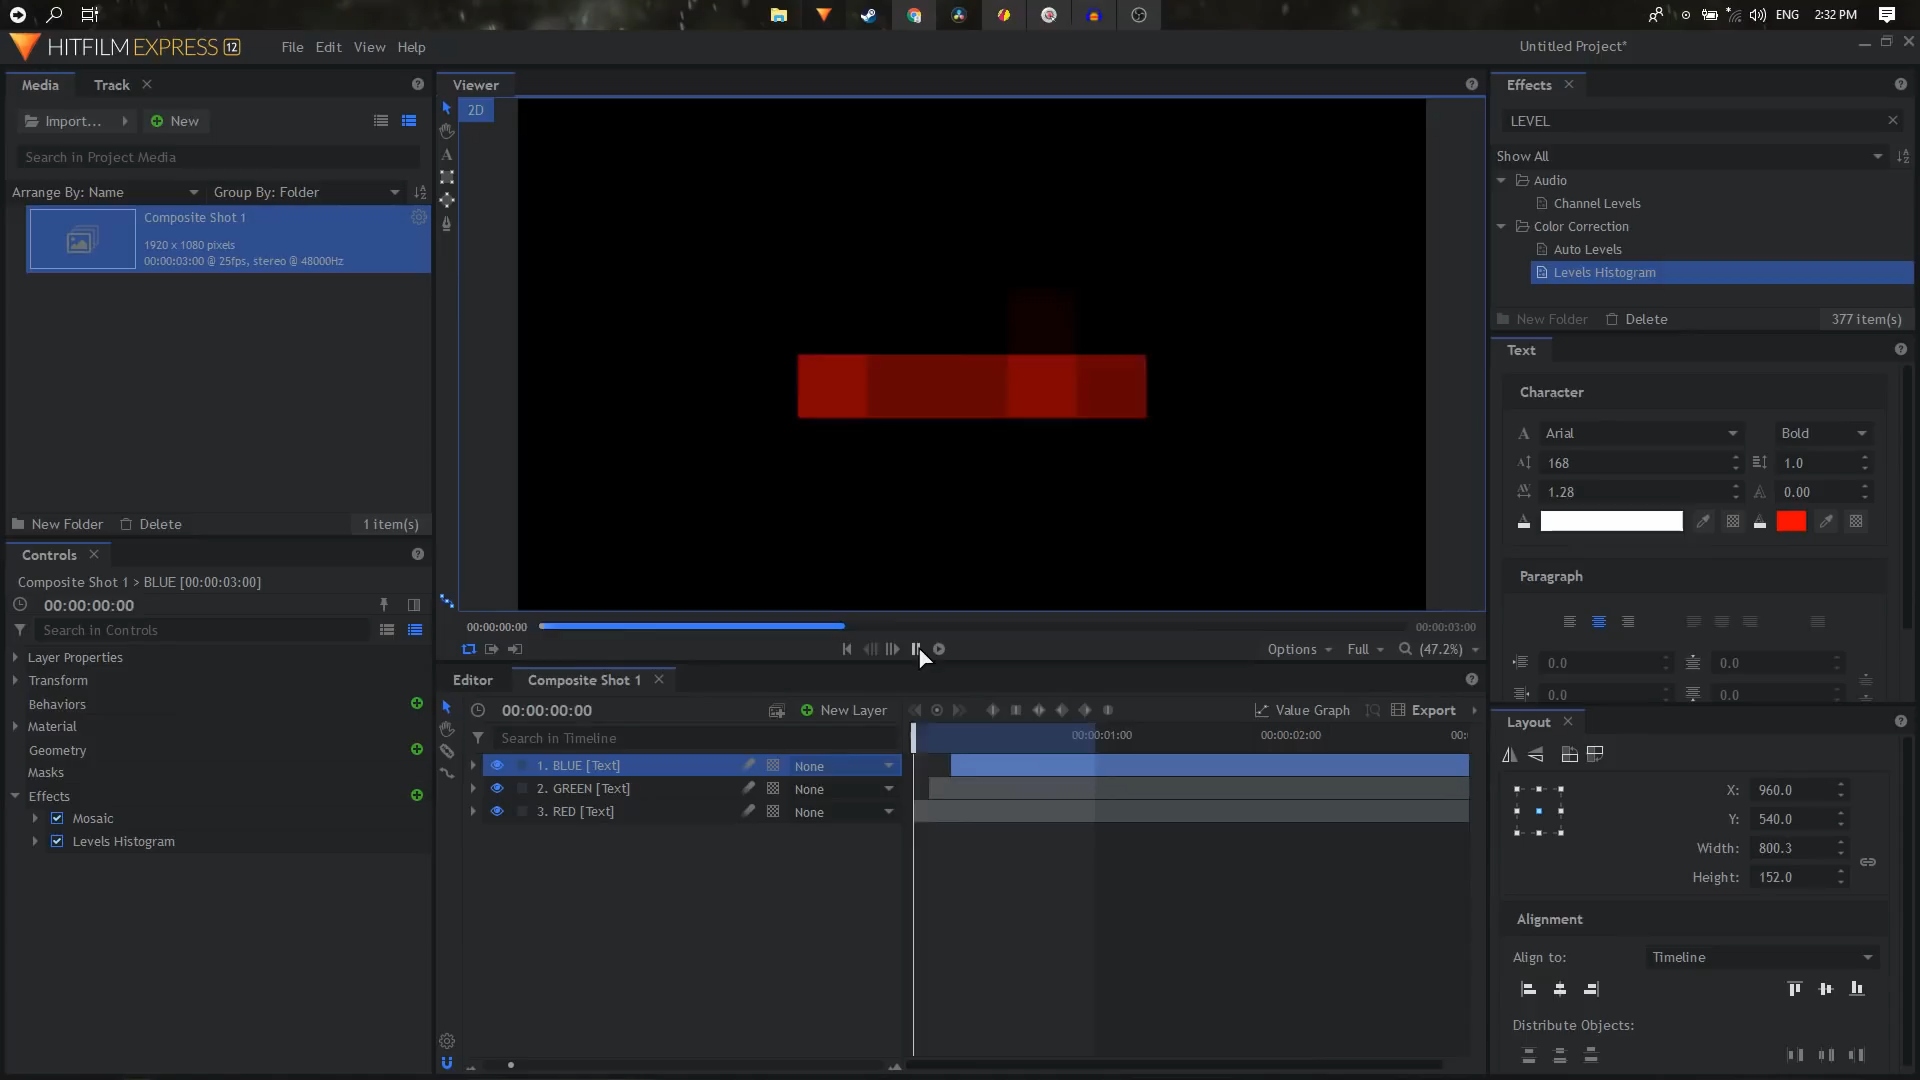 ENG
2:32 PM
HITFILM EXPRESS 12
File Edit View Help
Untitled Project*
Media
Track
Import...
New
Search in Project Media
Arrange By: Name
Group By: Folder
Composite Shot 1
1920 x 1080 pixels
00:00:03:00 @ 25fps, stereo @ 48000Hz
New Folder
Delete
1 item(s)
Controls
Composite Shot 1 > BLUE [00:00:03:00]
00:00:00:00
Search in Controls
Layer Properties
Transform
Behaviors
Material
Geometry
Masks
Effects
Mosaic
Levels Histogram
Viewer
2D
00:00:00:00
00:00:03:00
Options
Full
(47.2%)
Editor
Composite Shot 1
00:00:00:00
New Layer
Value Graph
Export
Search in Timeline
00:00:01:00
00:00:02:00
00:
1. BLUE [Text]
None
2. GREEN [Text]
None
3. RED [Text]
None
Effects
LEVEL
Show All
Audio
Channel Levels
Color Correction
Auto Levels
Levels Histogram
New Folder
Delete
377 item(s)
Text
Character
Arial
Bold
168
1.0
1.28
0.00
Paragraph
0.0
0.0
0.0
0.0
Layout
X: 960.0
Y: 540.0
Width: 800.3
Height: 152.0
Alignment
Align to:
Timeline
Distribute Objects: